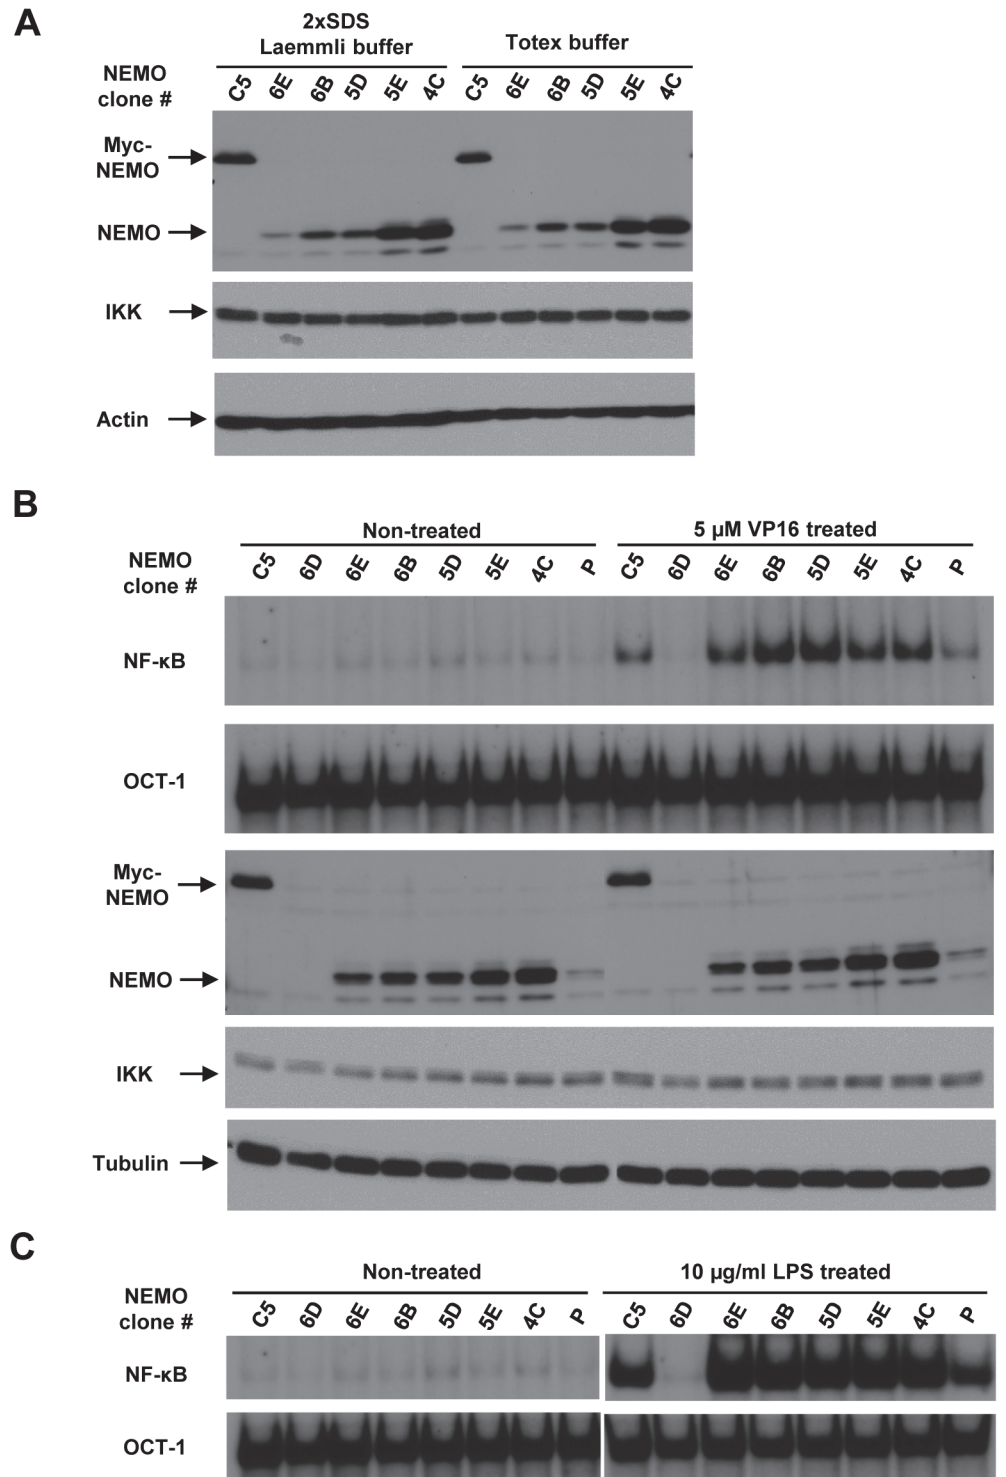 A
2xSDS
Laemmli buffer
Totex buffer
NEMO
clone #
C5 6E 6B 5D 5E 4C C5 6E 6B 5D 5E 4C
Myc-
NEMO
NEMO
IKK
Actin
B
Non-treated
5 µM VP16 treated
NEMO
clone #
C5 6D 6E 6B 5D 5E 4C P C5 6D 6E 6B 5D 5E 4C P
NF-κB
OCT-1
Myc-
NEMO
NEMO
IKK
Tubulin
C
Non-treated
10 µg/ml LPS treated
NEMO
clone #
C5 6D 6E 6B 5D 5E 4C P C5 6D 6E 6B 5D 5E 4C P
NF-κB
OCT-1